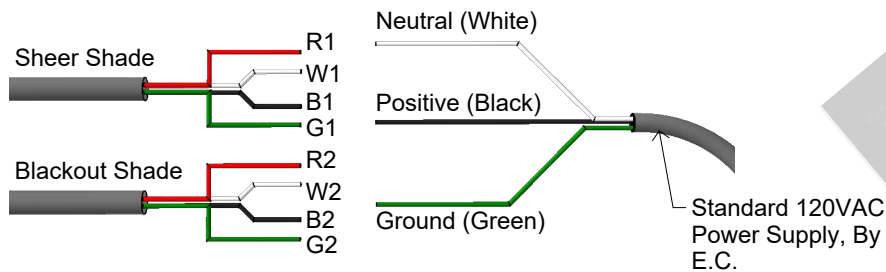 Sheer Shade
R1
W1
B1
G1
Blackout Shade
R2
W2
B2
G2
Neutral (White)
Positive (Black)
Ground (Green)
Standard 120VAC
Power Supply, By
E.C.